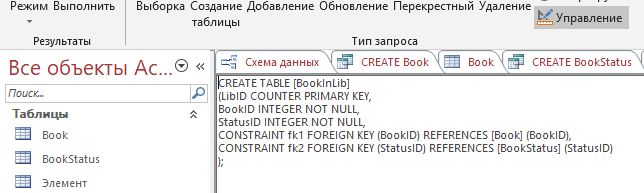 Режим Выполнить
Выборка Создание Добавление Обновление Перекрестный Удаление
таблицы
Управление
Результаты
Тип запроса
Все объекты Ac...
Поиск...
Таблицы
Book
BookStatus
Элемент
Схема данных
CREATE Book
Book
CREATE BookStatus
CREATE TABLE [BookInLib]
(LibID COUNTER PRIMARY KEY,
BookID INTEGER NOT NULL,
StatusID INTEGER NOT NULL,
CONSTRAINT fk1 FOREIGN KEY (BookID) REFERENCES [Book] (BookID),
CONSTRAINT fk2 FOREIGN KEY (StatusID) REFERENCES [BookStatus] (StatusID)
);